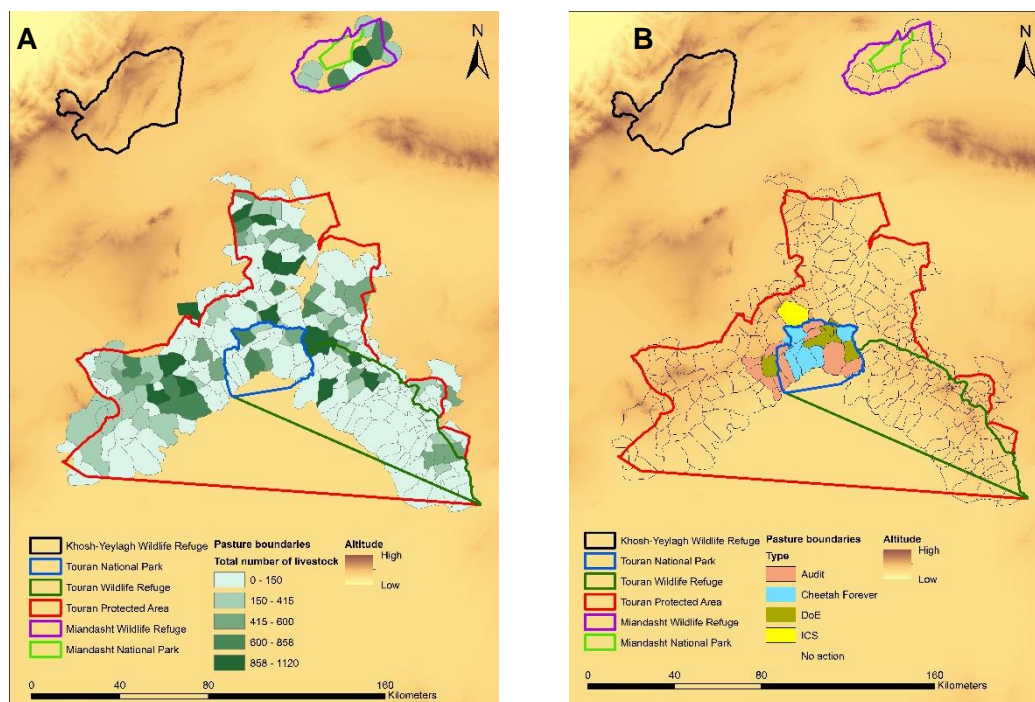 A
N
Khosh-Yeylagh Wildlife Refuge
Touran National Park
Touran Wildlife Refuge
Touran Protected Area
Miandasht Wildlife Refuge
Miandasht National Park
Pasture boundaries
Total number of livestock
0 - 150
150 - 415
415 - 600
600 - 858
858 - 1120
Altitude
High
Low
0 40 80 160
Kilometers
B
N
Khosh-Yeylagh Wildlife Refuge
Touran National Park
Touran Wildlife Refuge
Touran Protected Area
Miandasht Wildlife Refuge
Miandasht National Park
Pasture boundaries
Type
Audit
Cheetah Forever
DoE
ICS
No action
Altitude
High
Low
0 40 80 160
Kilometers